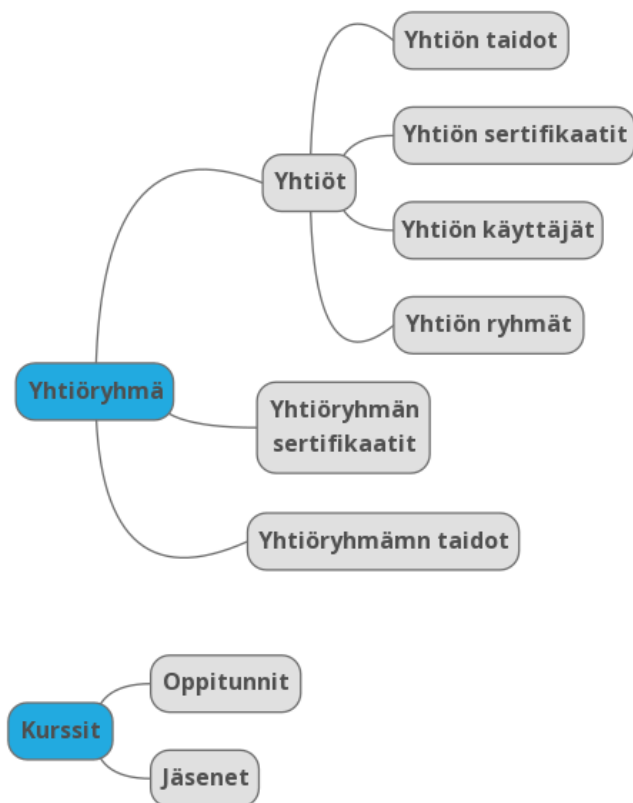 Yhtiön taidot
Yhtiön sertifikaatit
Yhtiöt
Yhtiön käyttäjät
Yhtiön ryhmät
Yhtiöryhmä
Yhtiöryhmän
sertifikaatit
Yhtiöryhmämn taidot
Oppitunnit
Kurssit
Jäsenet